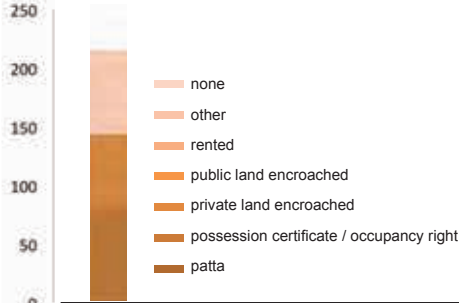 250
200
150
100
50
0
none
other
rented
public land encroached
private land encroached
possession certificate / occupancy right
patta